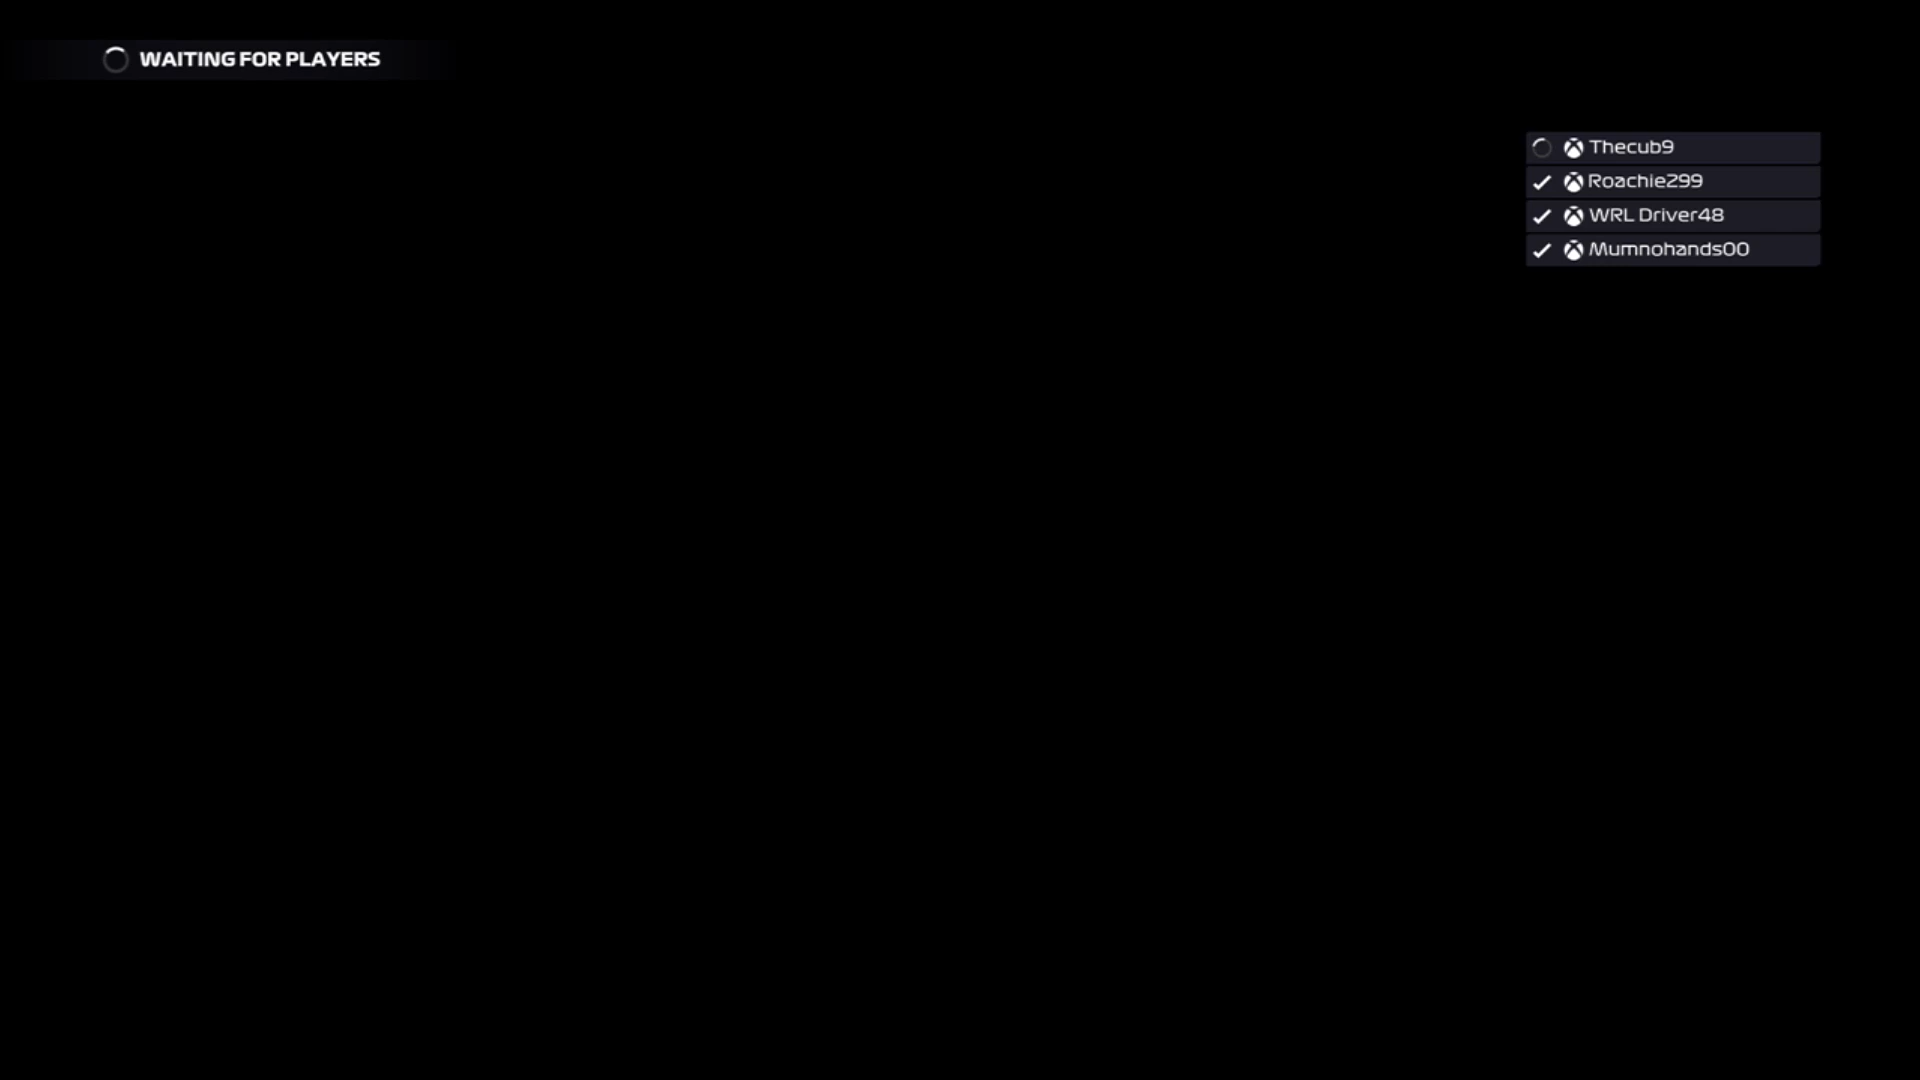 WAITING FOR PLAYERS
Thecub9
Roachie299
WRL Driver48
Mumnohands00